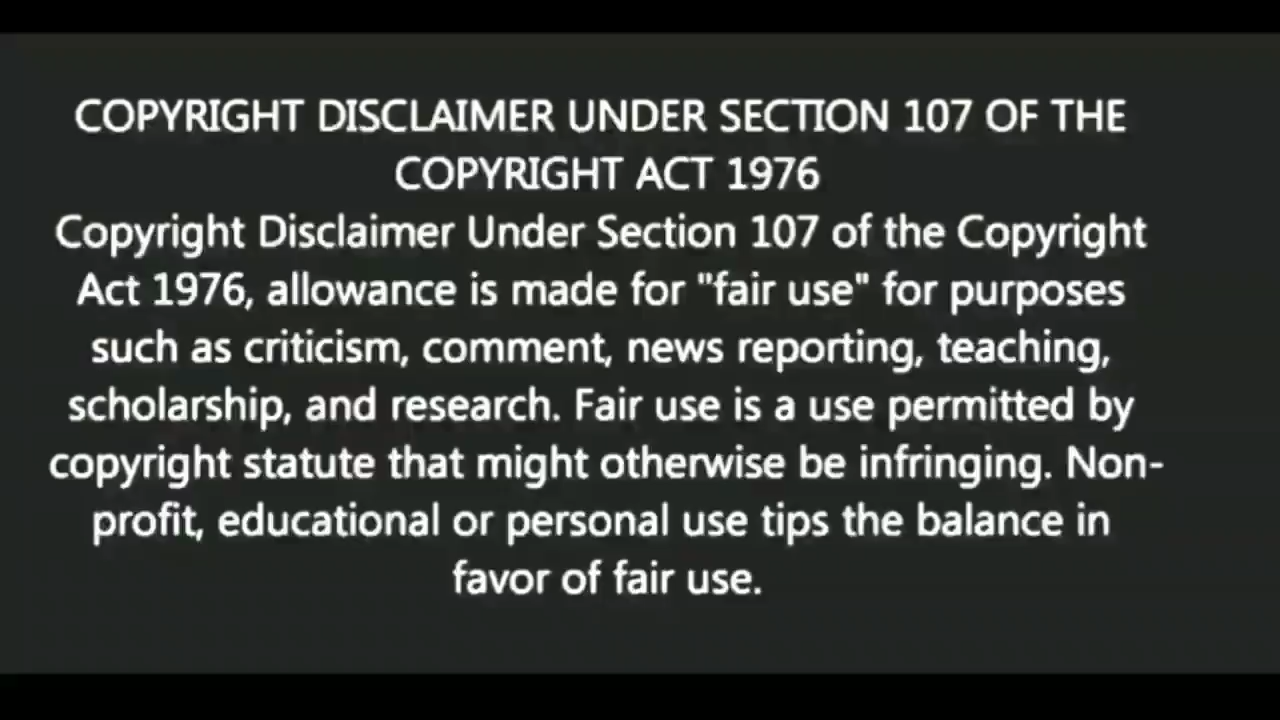 COPYRIGHT DISCLAIMER UNDER SECTION 107 OF THE
COPYRIGHT ACT 1976
Copyright Disclaimer Under Section 107 of the Copyright
Act 1976, allowance is made for "fair use" for purposes
such as criticism, comment, news reporting, teaching,
scholarship, and research. Fair use is a use permitted by
copyright statute that might otherwise be infringing. Non-
profit, educational or personal use tips the balance in
favor of fair use.